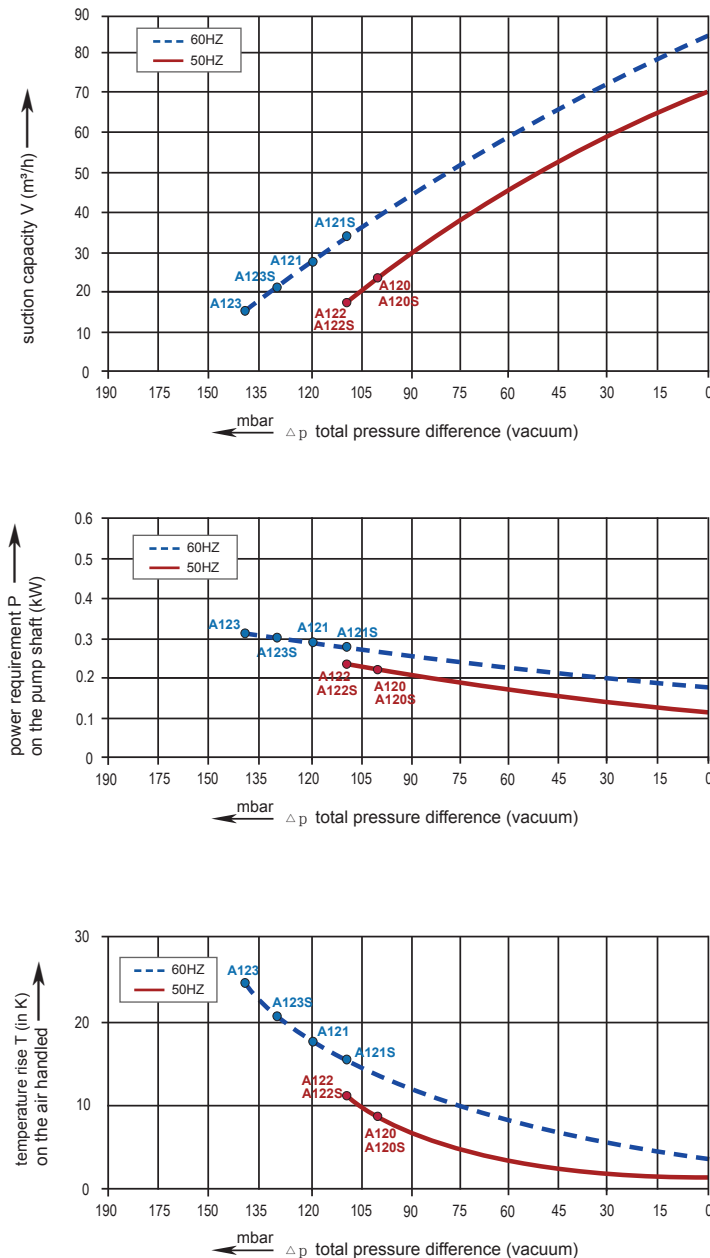 90
80
70
60
50
40
30
20
10
0
suction capacity V (m³/h)
60HZ
50HZ
A121S
A121
A123S
A123
A120
A120S
A122
A122S
190 150 135 120 105 90 75 60 45 30 15 0
mbar
△p total pressure difference (vacuum)
0.6
0.5
0.4
0.3
0.2
0.1
0
power requirement P
on the pump shaft (kW)
60HZ
50HZ
A123
A123S
A121
A121S
A122
A122S
A120
A120S
190 150 135 120 105 90 75 60 45 30 15 0
mbar
△p total pressure difference (vacuum)
30
20
10
0
temperature rise T (in K)
on the air handled
60HZ
50HZ
A123
A123S
A121
A121S
A122
A122S
A120
A120S
190 150 135 120 105 90 75 60 45 30 15 0
mbar
△p total pressure difference (vacuum)